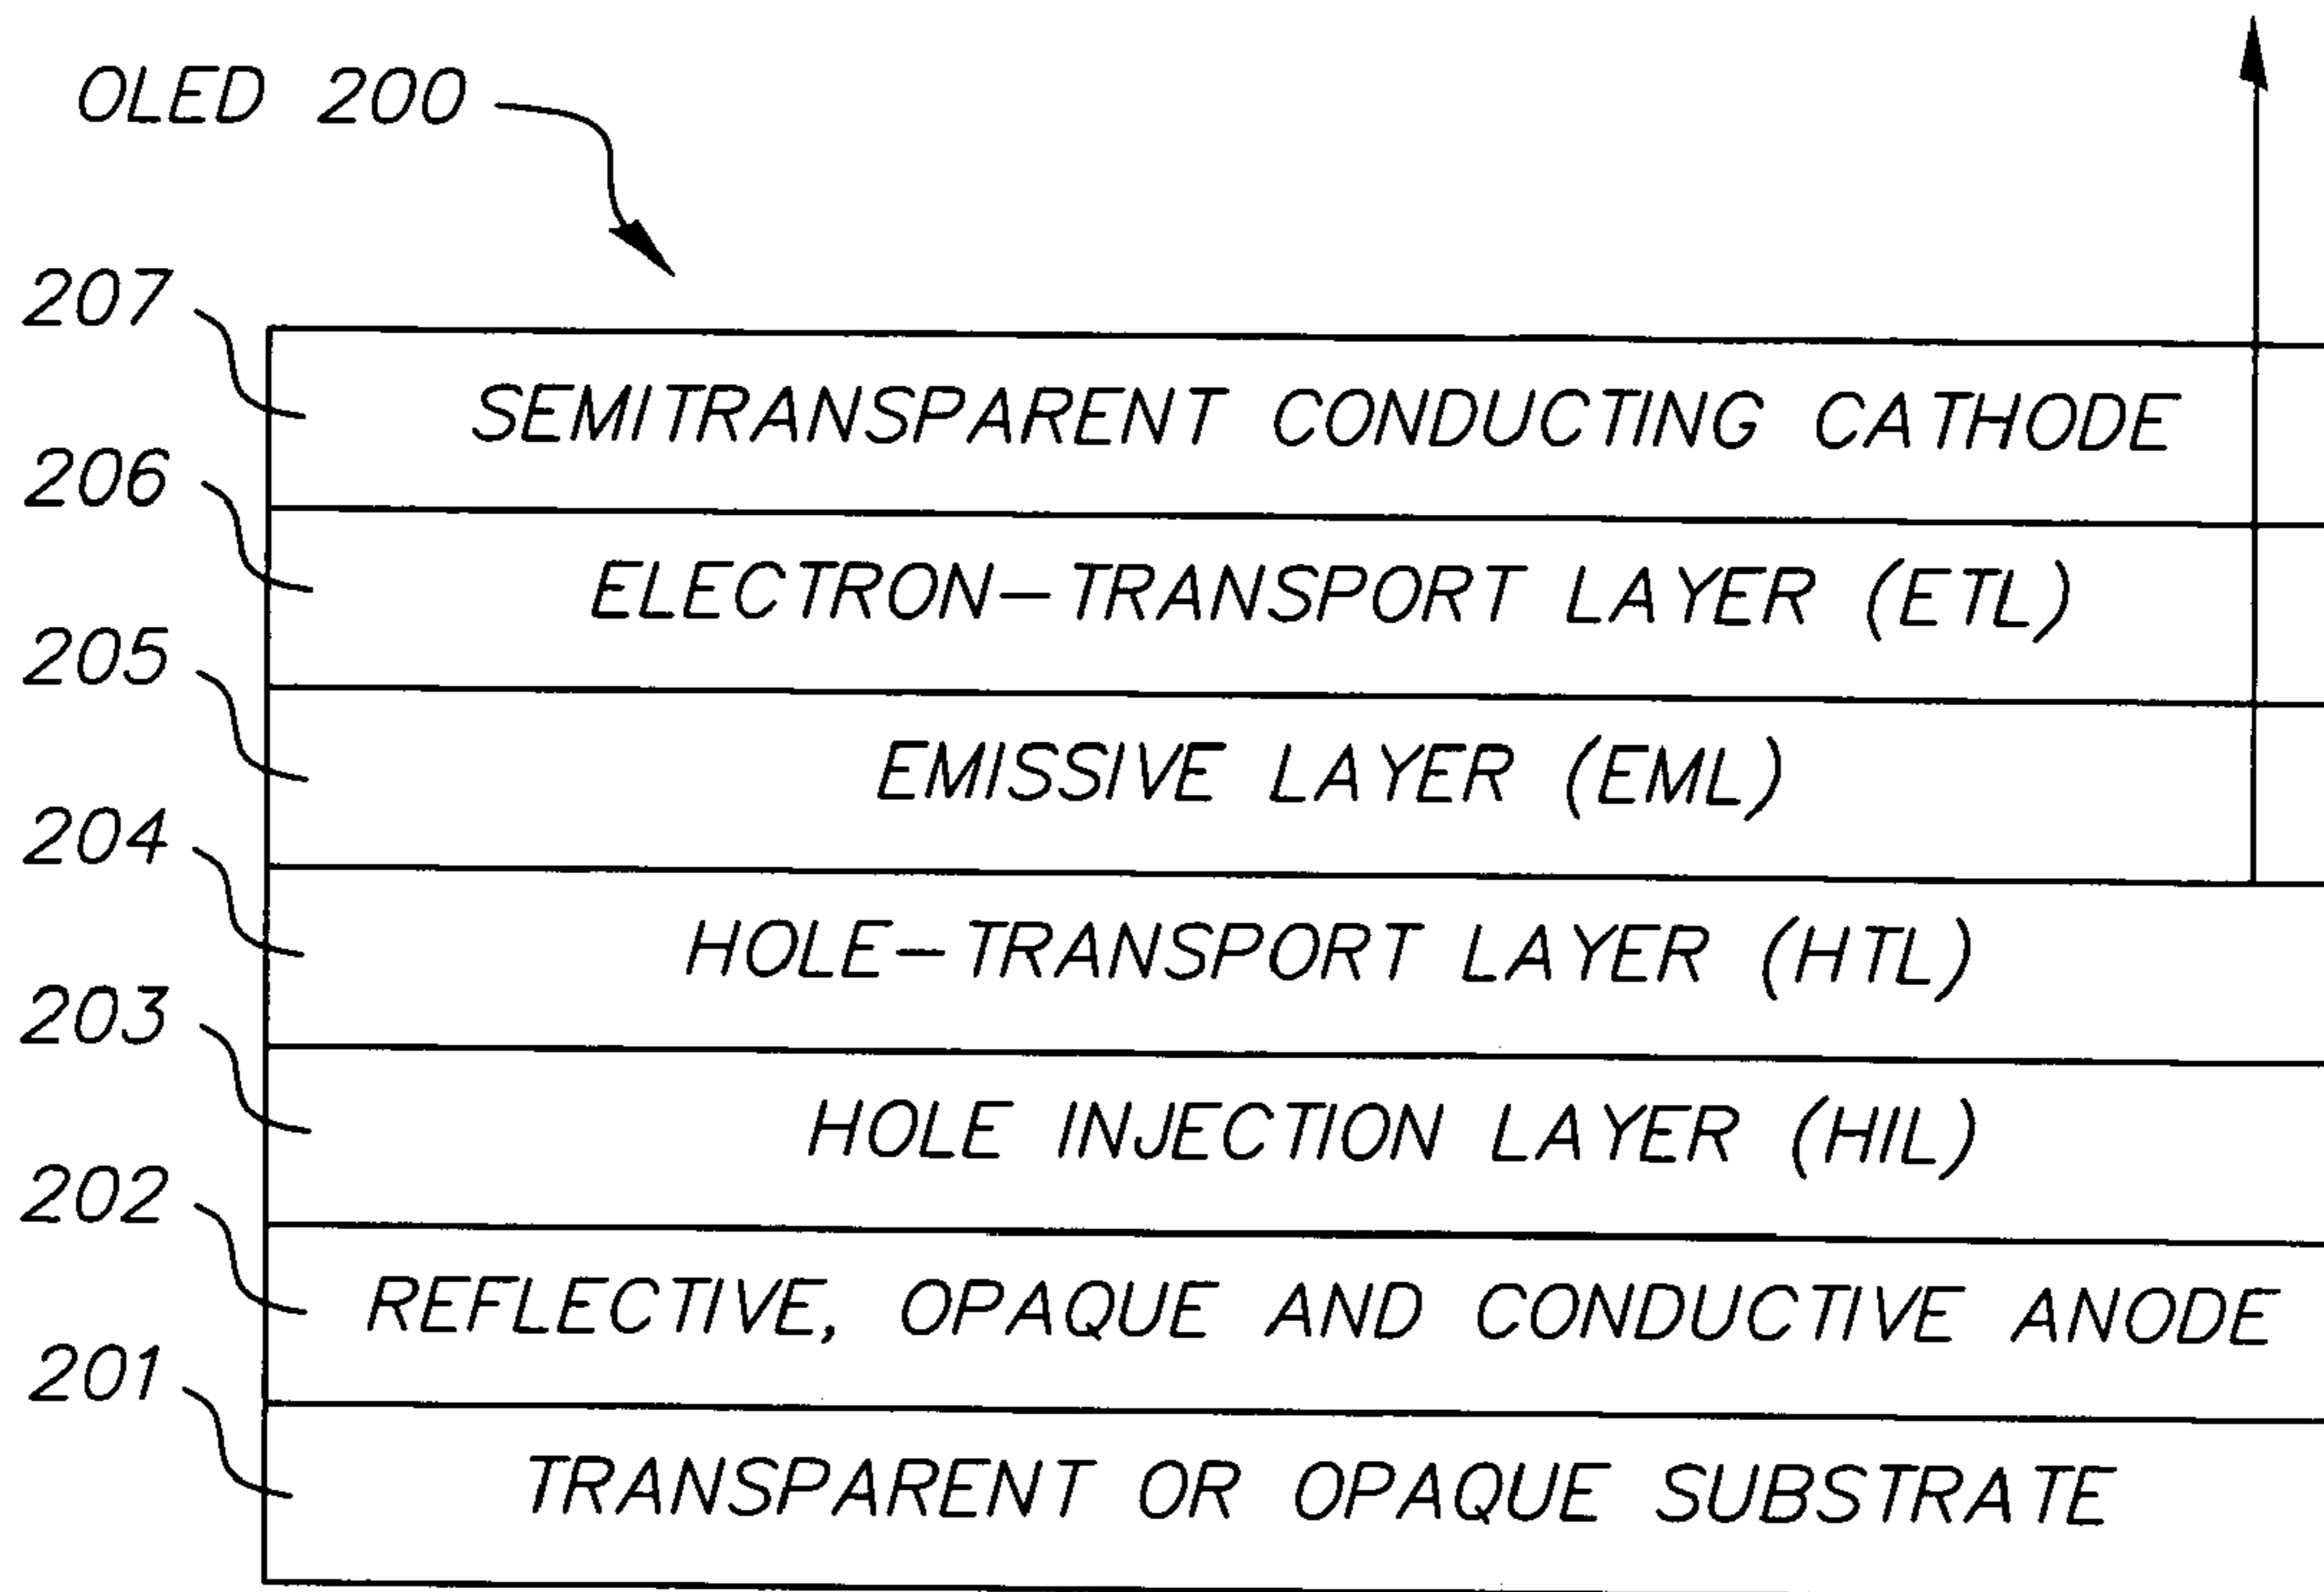 OLED 200
207
SEMITRANSPARENT CONDUCTING CATHODE
206
ELECTRON-TRANSPORT LAYER (ETL)
205
EMISSIVE LAYER (EML)
204
HOLE-TRANSPORT LAYER (HTL)
203
HOLE INJECTION LAYER (HIL)
202
REFLECTIVE, OPAQUE AND CONDUCTIVE ANODE
201
TRANSPARENT OR OPAQUE SUBSTRATE